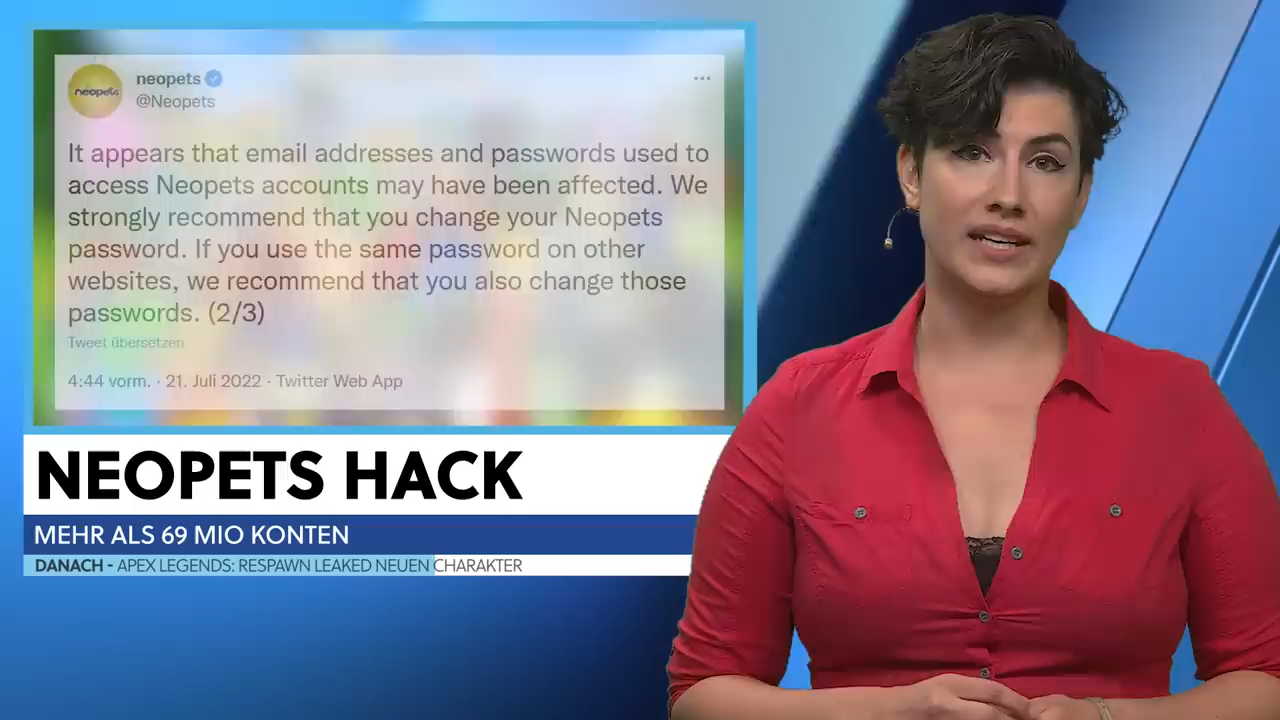 neopets
neopets
@Neopets
It appears that email addresses and passwords used to
access Neopets accounts may have been affected. We
strongly recommend that you change your Neopets
password. If you use the same password on other
websites, we recommend that you also change those
passwords. (2/3)
Tweet übersetzen
4:44 vorm. · 21. Juli 2022 · Twitter Web App
NEOPETS HACK
MEHR ALS 69 MIO KONTEN
DANACH - APEX LEGENDS: RESPAWN LEAKED NEUEN CHARAKTER